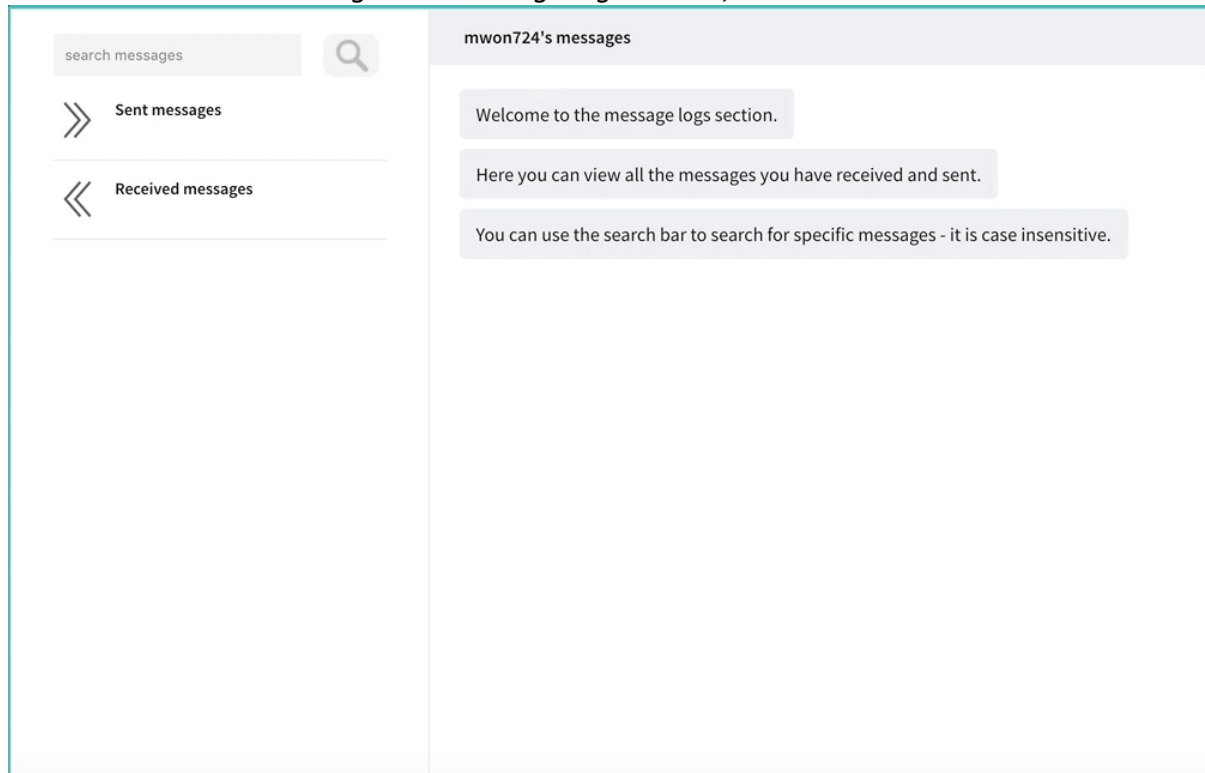 search messages
Sent messages
Received messages
mwon724's messages
Welcome to the message logs section.
Here you can view all the messages you have received and sent.
You can use the search bar to search for specific messages - it is case insensitive.